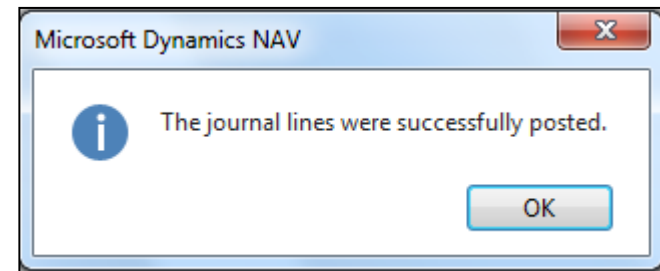 Microsoft Dynamics NAV
The journal lines were successfully posted.
OK